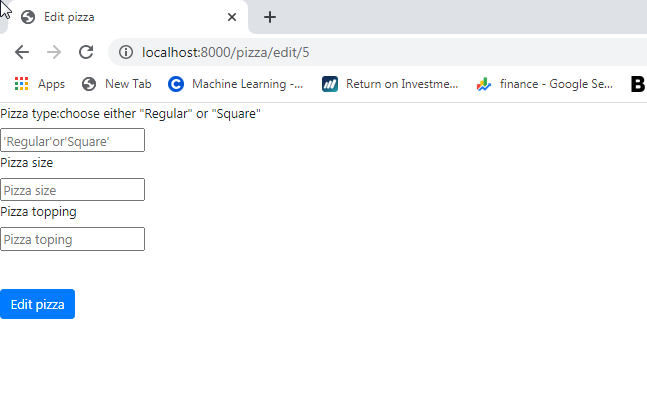 Edit pizza
localhost:8000/pizza/edit/5
Apps New Tab Machine Learning -... Return on Investme... finance - Google Se... B
Pizza type:choose either "Regular" or "Square"
'Regular'or'Square'
Pizza size
Pizza size
Pizza topping
Pizza toping
Edit pizza